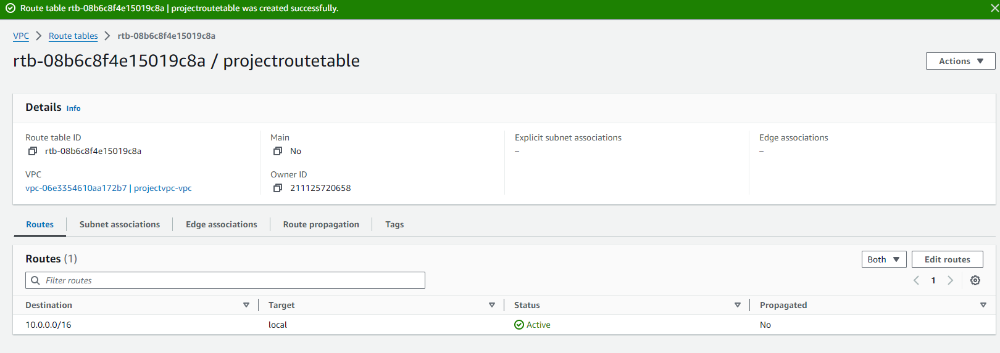 Route table rtb-08b6c8f4e15019c8a | projectroutetable was created successfully.
VPC Route tables rtb-08b6c8f4e15019c8a
rtb-08b6c8f4e15019c8a / projectroutetable
Actions
Details Info
Route table ID Main Explicit subnet associations Edge associations
rtb-08b6c8f4e15019c8a No – –
VPC Owner ID
vpc-06e3354610aa172b7 | projectvpc-vpc 211125720658
Routes Subnet associations Edge associations Route propagation Tags
Routes (1) Both Edit routes
Filter routes 1
Destination Target Status Propagated
10.0.0.0/16 local Active No